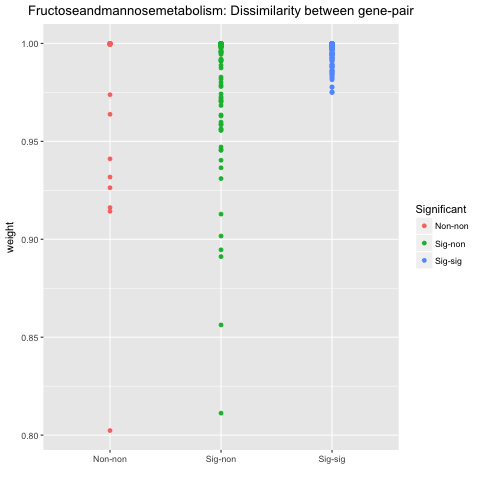 Fructoseandmannosemetabolism: Dissimilarity between gene-pair
1.00
0.95
0.90
0.85
0.80
weight
Non-non
Sig-non
Sig-sig
Significant
Non-non
Sig-non
Sig-sig